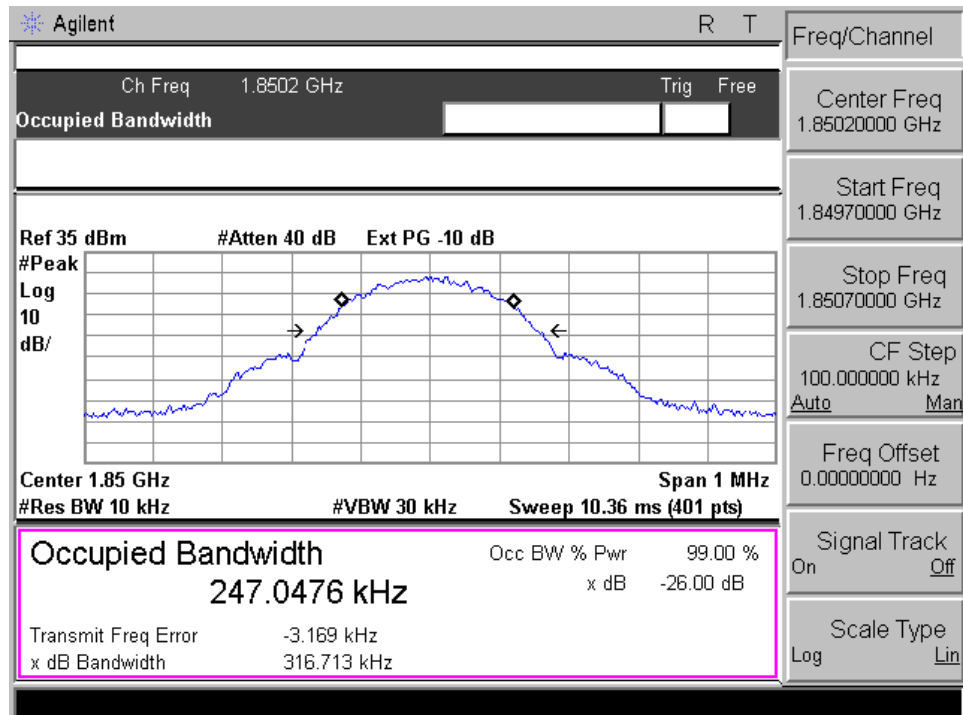 Agilent R T
Ch Freq 1.8502 GHz Trig Free
Occupied Bandwidth
Ref 35 dBm #Atten 40 dB Ext PG -10 dB
#Peak
Log
10
dB/
Center 1.85 GHz Span 1 MHz
#Res BW 10 kHz #VBW 30 kHz Sweep 10.36 ms (401 pts)
Occupied Bandwidth Occ BW % Pwr 99.00 %
247.0476 kHz x dB -26.00 dB
Transmit Freq Error -3.169 kHz
x dB Bandwidth 316.713 kHz
Freq/Channel
Center Freq
1.85020000 GHz
Start Freq
1.84970000 GHz
Stop Freq
1.85070000 GHz
CF Step
100.000000 kHz
Auto Man
Freq Offset
0.00000000 Hz
Signal Track
On Off
Scale Type
Log Lin